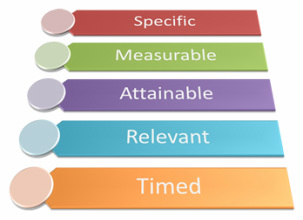 Specific
Measurable
Attainable
Relevant
Timed